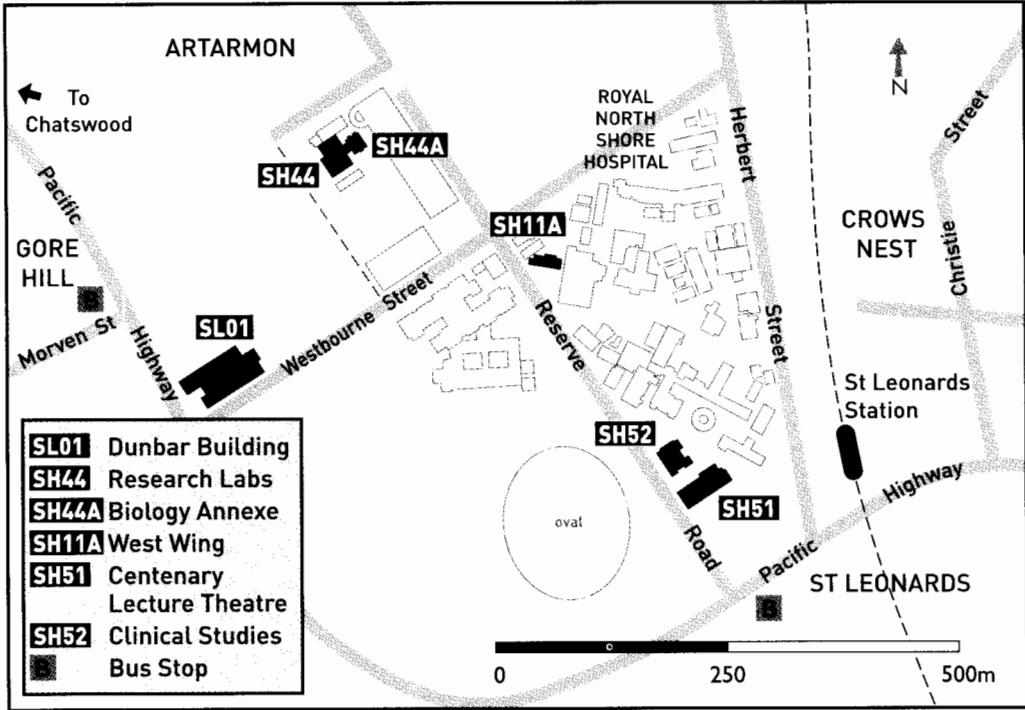 ARTARMON
To
Chatswood
N
ROYAL
NORTH
SHORE
HOSPITAL
SH44A
SH44
Pacific
Herbert
Street
SH11A
CROWS
NEST
Christie
Street
GORE
HILL
B
Morven St
Highway
SL01
Westbourne Street
Reserve
Road
St Leonards
Station
SH52
SH51
oval
Pacific
Highway
ST LEONARDS
B
SL01 Dunbar Building
SH44 Research Labs
SH44A Biology Annexe
SH11A West Wing
SH51 Centenary
Lecture Theatre
SH52 Clinical Studies
B Bus Stop
0 250 500m